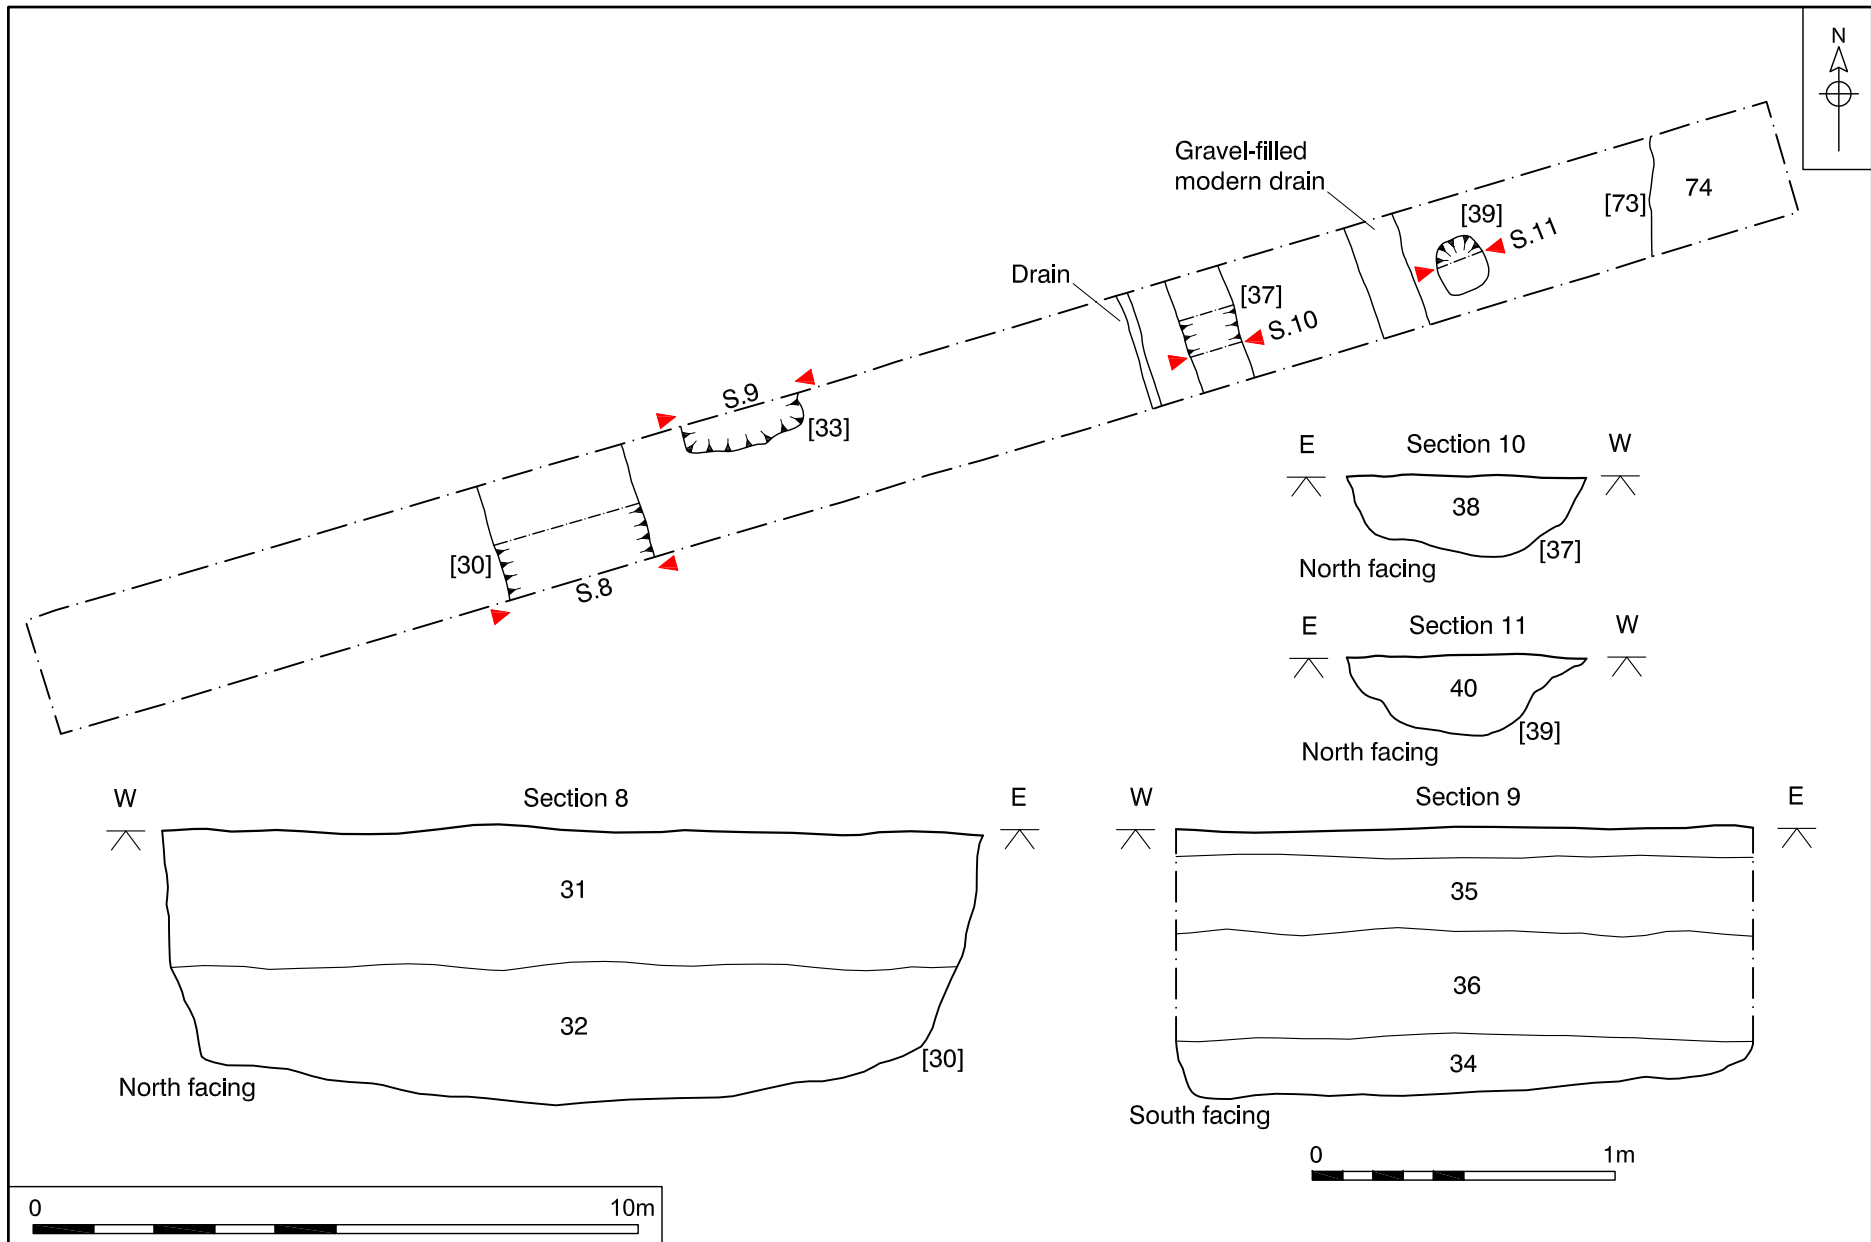 N
Gravel-filled
modern drain
[39]
S.11
[73]
74
Drain
[37]
S.10
S.9
[33]
[30]
S.8
E
Section 10
W
38
[37]
North facing
E
Section 11
W
40
[39]
North facing
W
Section 8
E
31
32
[30]
North facing
W
Section 9
E
35
36
34
South facing
0
1m
0
10m